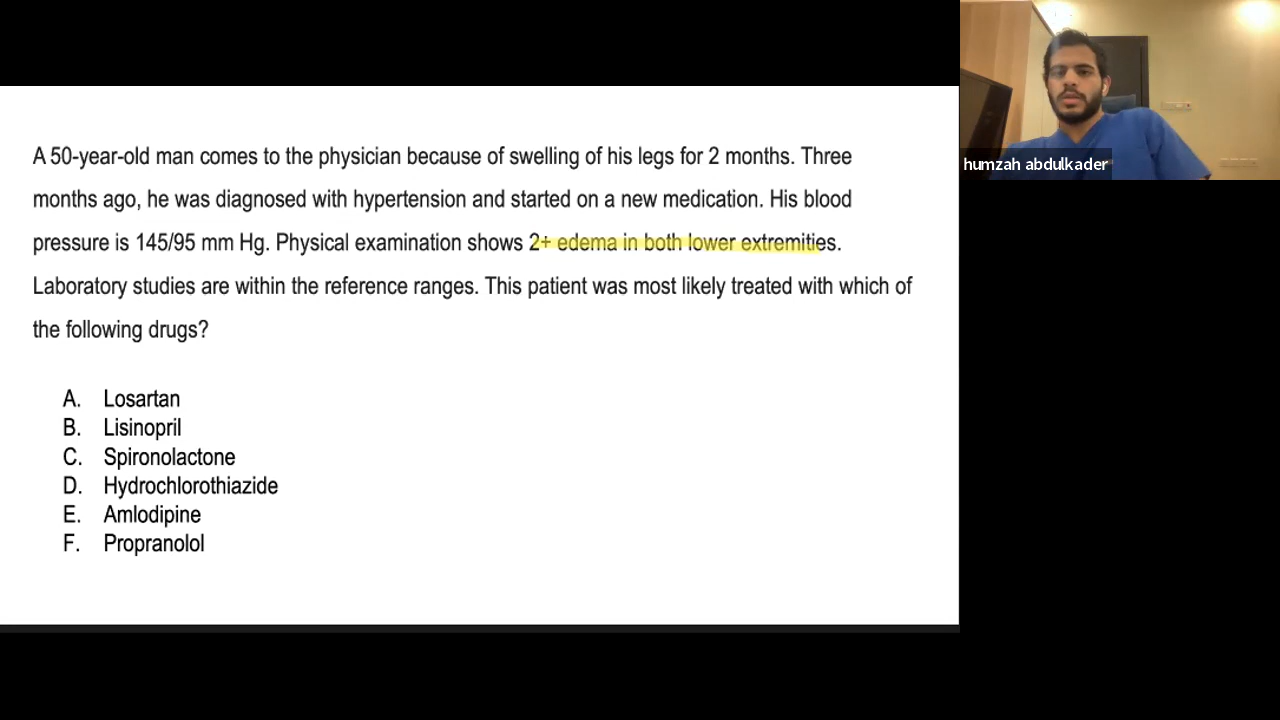 A 50-year-old man comes to the physician because of swelling of his legs for 2 months. Three
months ago, he was diagnosed with hypertension and started on a new medication. His blood
pressure is 145/95 mm Hg. Physical examination shows 2+ edema in both lower extremities.
Laboratory studies are within the reference ranges. This patient was most likely treated with which of
the following drugs?
A. Losartan
B. Lisinopril
C. Spironolactone
D. Hydrochlorothiazide
E. Amlodipine
F. Propranolol
humzah abdulkader